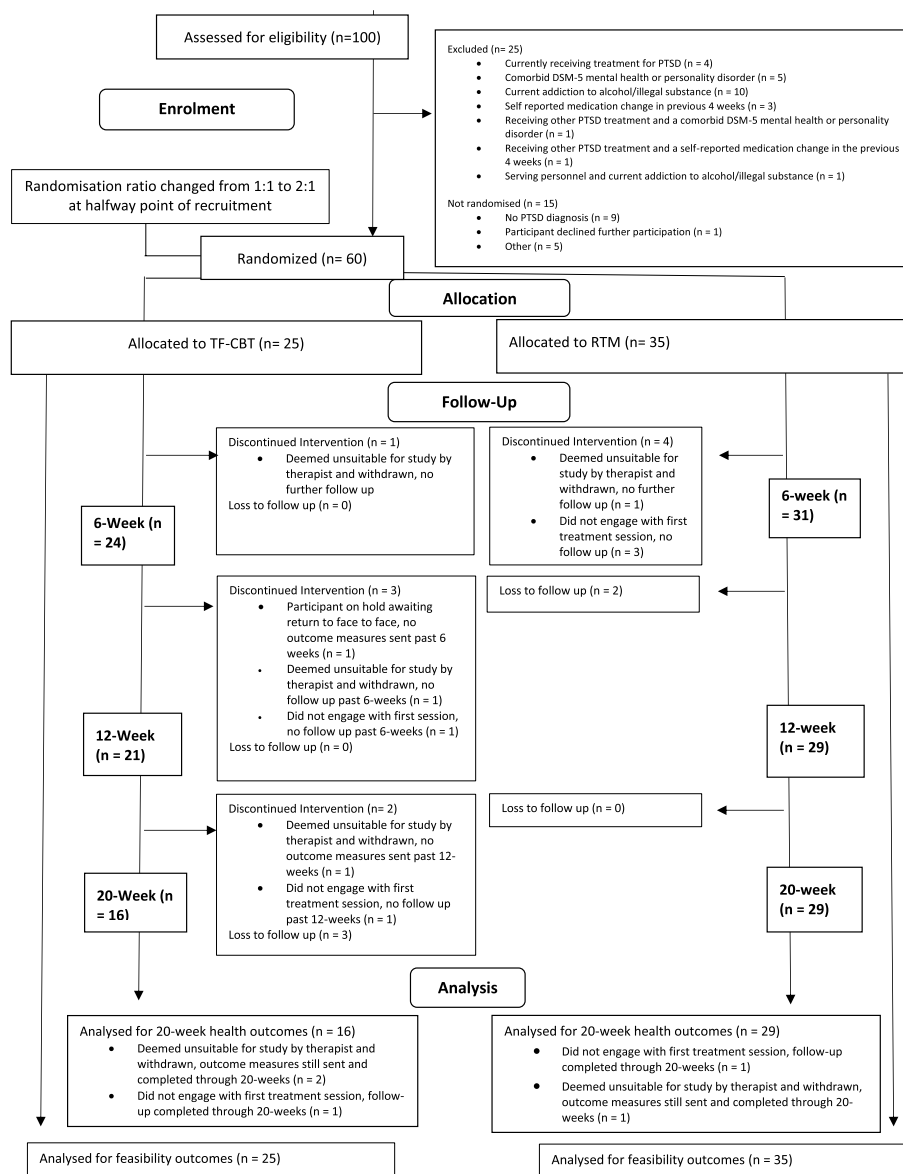 Assessed for eligibility (n=100)
Excluded (n= 25)
• Currently receiving treatment for PTSD (n = 4)
• Comorbid DSM-5 mental health or personality disorder (n = 5)
• Current addiction to alcohol/illegal substance (n = 10)
• Self reported medication change in previous 4 weeks (n = 3)
• Receiving other PTSD treatment and a comorbid DSM-5 mental health or personality
disorder (n = 1)
• Receiving other PTSD treatment and a self-reported medication change in the previous
4 weeks (n = 1)
• Serving personnel and current addiction to alcohol/illegal substance (n = 1)
Not randomised (n = 15)
• No PTSD diagnosis (n = 9)
• Participant declined further participation (n = 1)
• Other (n = 5)
Enrolment
Randomisation ratio changed from 1:1 to 2:1
at halfway point of recruitment
Randomized (n= 60)
Allocation
Allocated to TF-CBT (n= 25)
Allocated to RTM (n= 35)
Follow-Up
Discontinued Intervention (n = 1)
• Deemed unsuitable for study by
therapist and withdrawn, no
further follow up
Loss to follow up (n = 0)
Discontinued Intervention (n = 4)
• Deemed unsuitable for
study by therapist and
withdrawn, no further
follow up (n = 1)
• Did not engage with first
treatment session, no
follow up (n = 3)
6-Week (n
= 24)
6-week (n
= 31)
Discontinued Intervention (n = 3)
• Participant on hold awaiting
return to face to face, no
outcome measures sent past 6
weeks (n = 1)
• Deemed unsuitable for study by
therapist and withdrawn, no
follow up past 6-weeks (n = 1)
• Did not engage with first session,
no follow up past 6-weeks (n = 1)
Loss to follow up (n = 0)
Loss to follow up (n = 2)
12-Week
(n = 21)
12-week
(n = 29)
Discontinued Intervention (n= 2)
• Deemed unsuitable for study by
therapist and withdrawn, no
outcome measures sent past 12-
weeks (n = 1)
• Did not engage with first
treatment session, no follow up
past 12-weeks (n = 1)
Loss to follow up (n = 3)
Loss to follow up (n = 0)
20-Week (n
= 16)
20-week
(n = 29)
Analysis
Analysed for 20-week health outcomes (n = 16)
• Deemed unsuitable for study by therapist and
withdrawn, outcome measures still sent and
completed through 20-weeks (n = 2)
• Did not engage with first treatment session, follow-
up completed through 20-weeks (n = 1)
Analysed for 20-week health outcomes (n = 29)
• Did not engage with first treatment session, follow-up
completed through 20-weeks (n = 1)
• Deemed unsuitable for study by therapist and withdrawn,
outcome measures still sent and completed through 20-
weeks (n = 1)
Analysed for feasibility outcomes (n = 25)
Analysed for feasibility outcomes (n = 35)